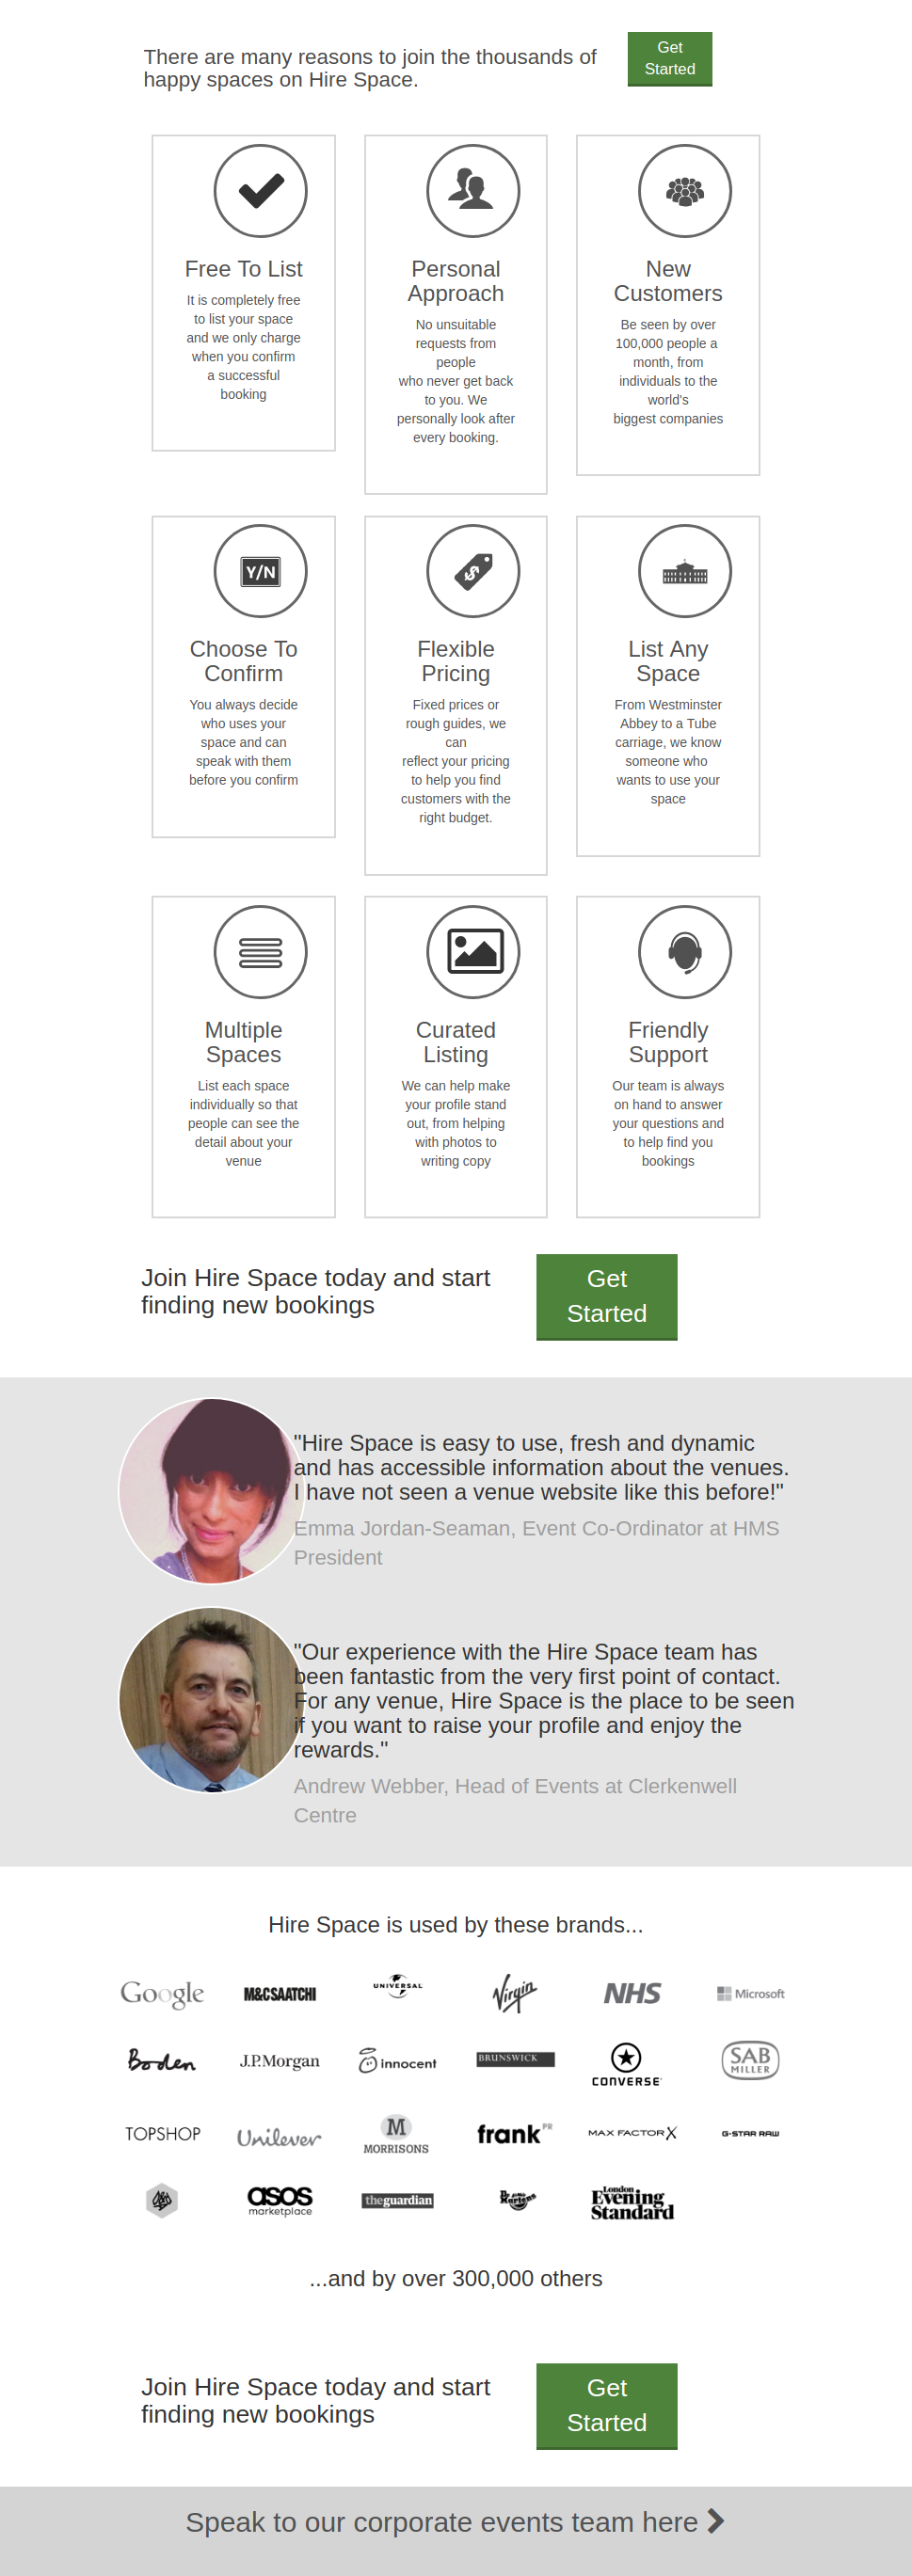 There are many reasons to join the thousands of
happy spaces on Hire Space.
Get
Started
Free To List
It is completely free
to list your space
and we only charge
when you confirm
a successful
booking
Personal
Approach
No unsuitable
requests from
people
who never get back
to you. We
personally look after
every booking.
New
Customers
Be seen by over
100,000 people a
month, from
individuals to the
world's
biggest companies
Y/N
Choose To
Confirm
You always decide
who uses your
space and can
speak with them
before you confirm
$
Flexible
Pricing
Fixed prices or
rough guides, we
can
reflect your pricing
to help you find
customers with the
right budget.
List Any
Space
From Westminster
Abbey to a Tube
carriage, we know
someone who
wants to use your
space
Multiple
Spaces
List each space
individually so that
people can see the
detail about your
venue
Curated
Listing
We can help make
your profile stand
out, from helping
with photos to
writing copy
Friendly
Support
Our team is always
on hand to answer
your questions and
to help find you
bookings
Join Hire Space today and start
finding new bookings
Get
Started
"Hire Space is easy to use, fresh and dynamic
and has accessible information about the venues.
I have not seen a venue website like this before!"
Emma Jordan-Seaman, Event Co-Ordinator at HMS
President
"Our experience with the Hire Space team has
been fantastic from the very first point of contact.
For any venue, Hire Space is the place to be seen
if you want to raise your profile and enjoy the
rewards."
Andrew Webber, Head of Events at Clerkenwell
Centre
Hire Space is used by these brands...
Google
M&CSAATCHI
UNIVERSAL
Virgin
NHS
Microsoft
Boden
J.P.Morgan
innocent
BRUNSWICK
CONVERSE
SAB
MILLER
TOPSHOP
Unilever
M
MORRISONS
frank PR
MAX FACTOR X
G-STAR RAW
asos
marketplace
theguardian
Dr. Martens
London
Evening
Standard
...and by over 300,000 others
Join Hire Space today and start
finding new bookings
Get
Started
Speak to our corporate events team here